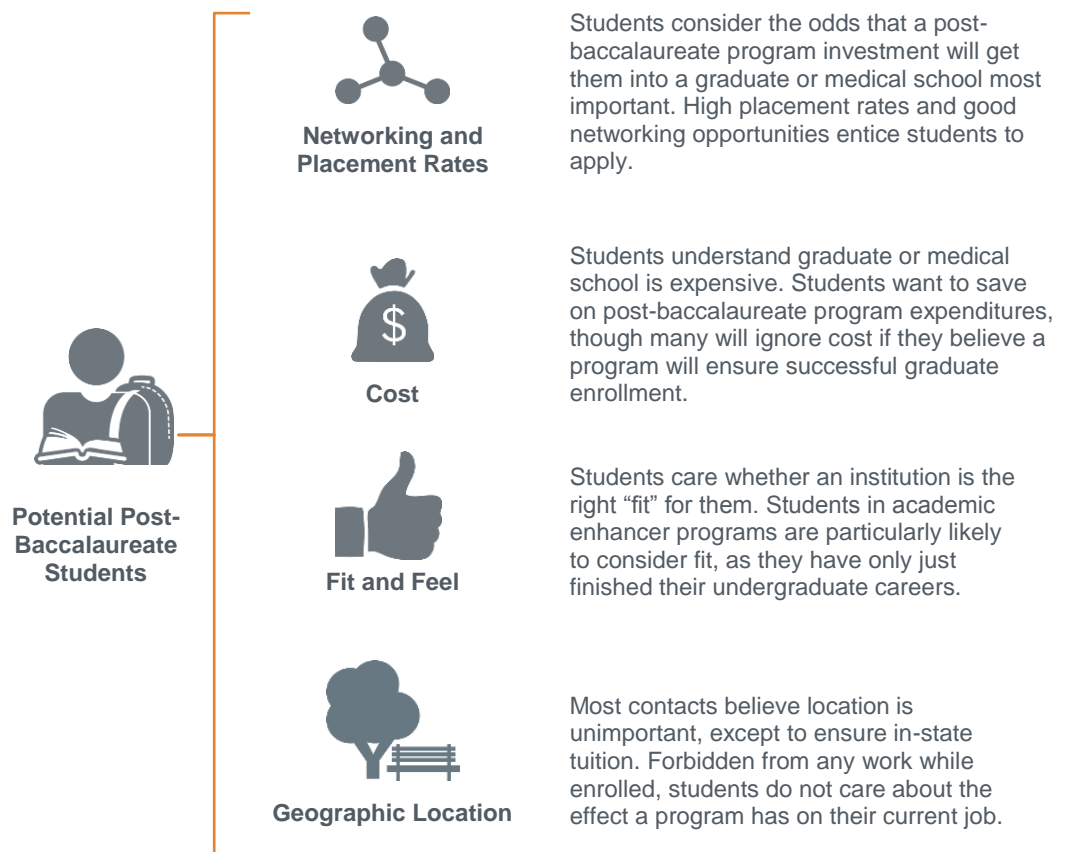 Students consider the odds that a post-
baccalaureate program investment will get
them into a graduate or medical school most
important. High placement rates and good
networking opportunities entice students to
apply.
Networking and
Placement Rates
Students understand graduate or medical
school is expensive. Students want to save
on post-baccalaureate program expenditures,
though many will ignore cost if they believe a
program will ensure successful graduate
enrollment.
$
Cost
Potential Post-
Baccalaureate
Students
Students care whether an institution is the
right “fit” for them. Students in academic
enhancer programs are particularly likely
to consider fit, as they have only just
finished their undergraduate careers.
Fit and Feel
Most contacts believe location is
unimportant, except to ensure in-state
tuition. Forbidden from any work while
enrolled, students do not care about the
effect a program has on their current job.
Geographic Location